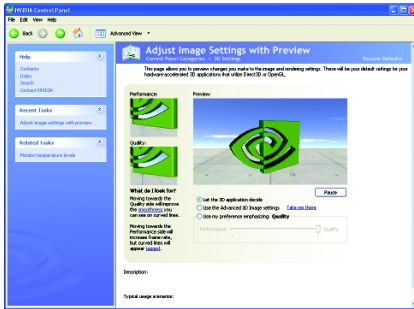 NVIDIA Control Panel
File Edit View Help
Back
Advanced View
Adjust Image Settings with Preview
Control Panel Categories - 3D Settings
Restore Defaults
This page allows you to preview changes you make to the image and rendering settings. These will be your default settings for your
hardware-accelerated 3D applications that utilize Direct3D or OpenGL.
Help
Contents
Index
Search
Contact NVIDIA
Recent Tasks
Adjust image settings with preview
Related Tasks
Monitor temperature levels
Performance:
Preview:
Quality:
What do I look for?
Moving towards the
Quality side will improve
the smoothness you
can see on curved lines.
Moving towards the
Performance side will
increase frame rate,
but curved lines will
appear jagged.
Pause
Let the 3D application decide
Use the Advanced 3D Image settings Take me there
Use my preference emphasizing: Quality
Performance
Quality
Description:
Typical usage scenarios: